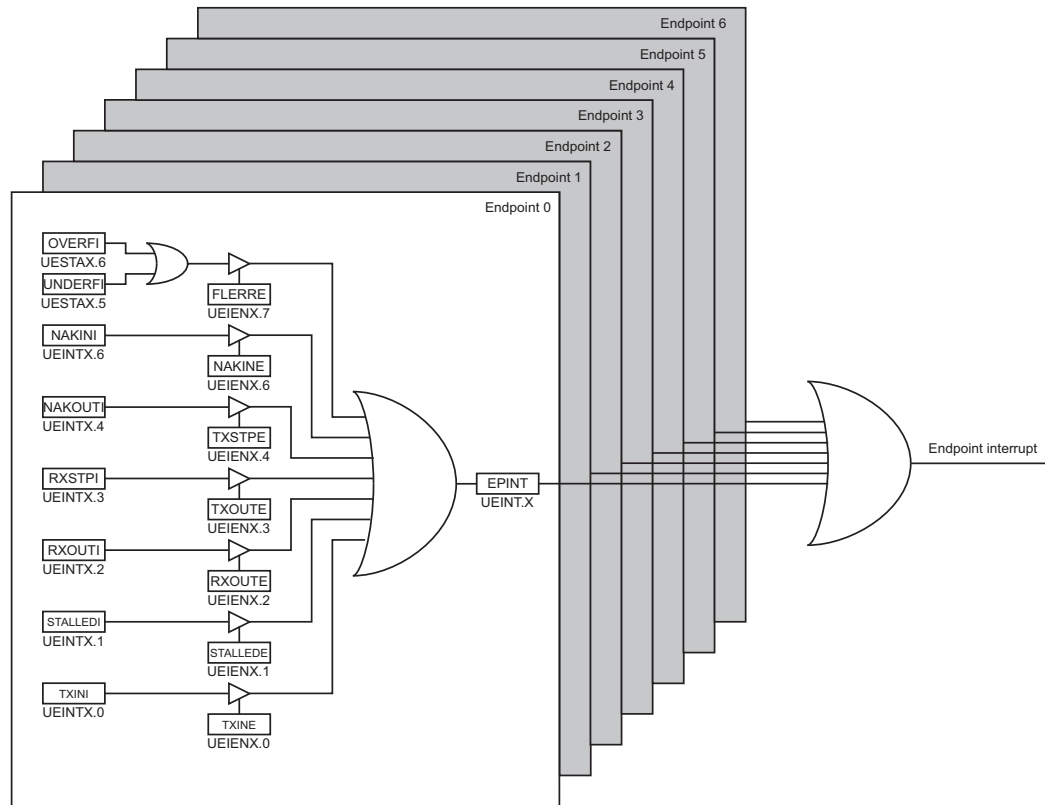 Endpoint 6
Endpoint 5
Endpoint 4
Endpoint 3
Endpoint 2
Endpoint 1
Endpoint 0
OVERFI
UESTAX.6
UNDERFI
UESTAX.5
FLERRE
UEIENX.7
NAKINI
UEINTX.6
NAKINE
UEIENX.6
NAKOUTI
UEINTX.4
TXSTPE
UEIENX.4
RXSTPI
UEINTX.3
TXOUTE
UEIENX.3
RXOUTI
UEINTX.2
RXOUTE
UEIENX.2
STALLEDI
UEINTX.1
STALLEDE
UEIENX.1
TXINI
UEINTX.0
TXINE
UEIENX.0
EPINT
UEINT.X
Endpoint interrupt